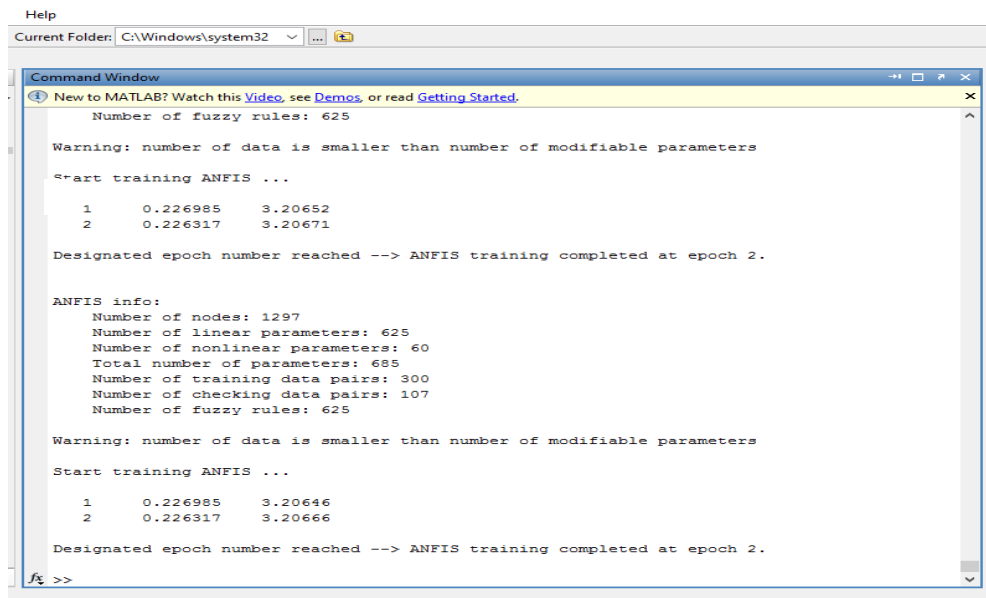 Help
Current Folder: C:\Windows\system32 ...
Command Window
New to MATLAB? Watch this Video, see Demos, or read Getting Started.
Number of fuzzy rules: 625
Warning: number of data is smaller than number of modifiable parameters
Start training ANFIS ...
1 0.226985 3.20652
2 0.226317 3.20671
Designated epoch number reached --> ANFIS training completed at epoch 2.
ANFIS info:
Number of nodes: 1297
Number of linear parameters: 625
Number of nonlinear parameters: 60
Total number of parameters: 685
Number of training data pairs: 300
Number of checking data pairs: 107
Number of fuzzy rules: 625
Warning: number of data is smaller than number of modifiable parameters
Start training ANFIS ...
1 0.226985 3.20646
2 0.226317 3.20666
Designated epoch number reached --> ANFIS training completed at epoch 2.
fx >>